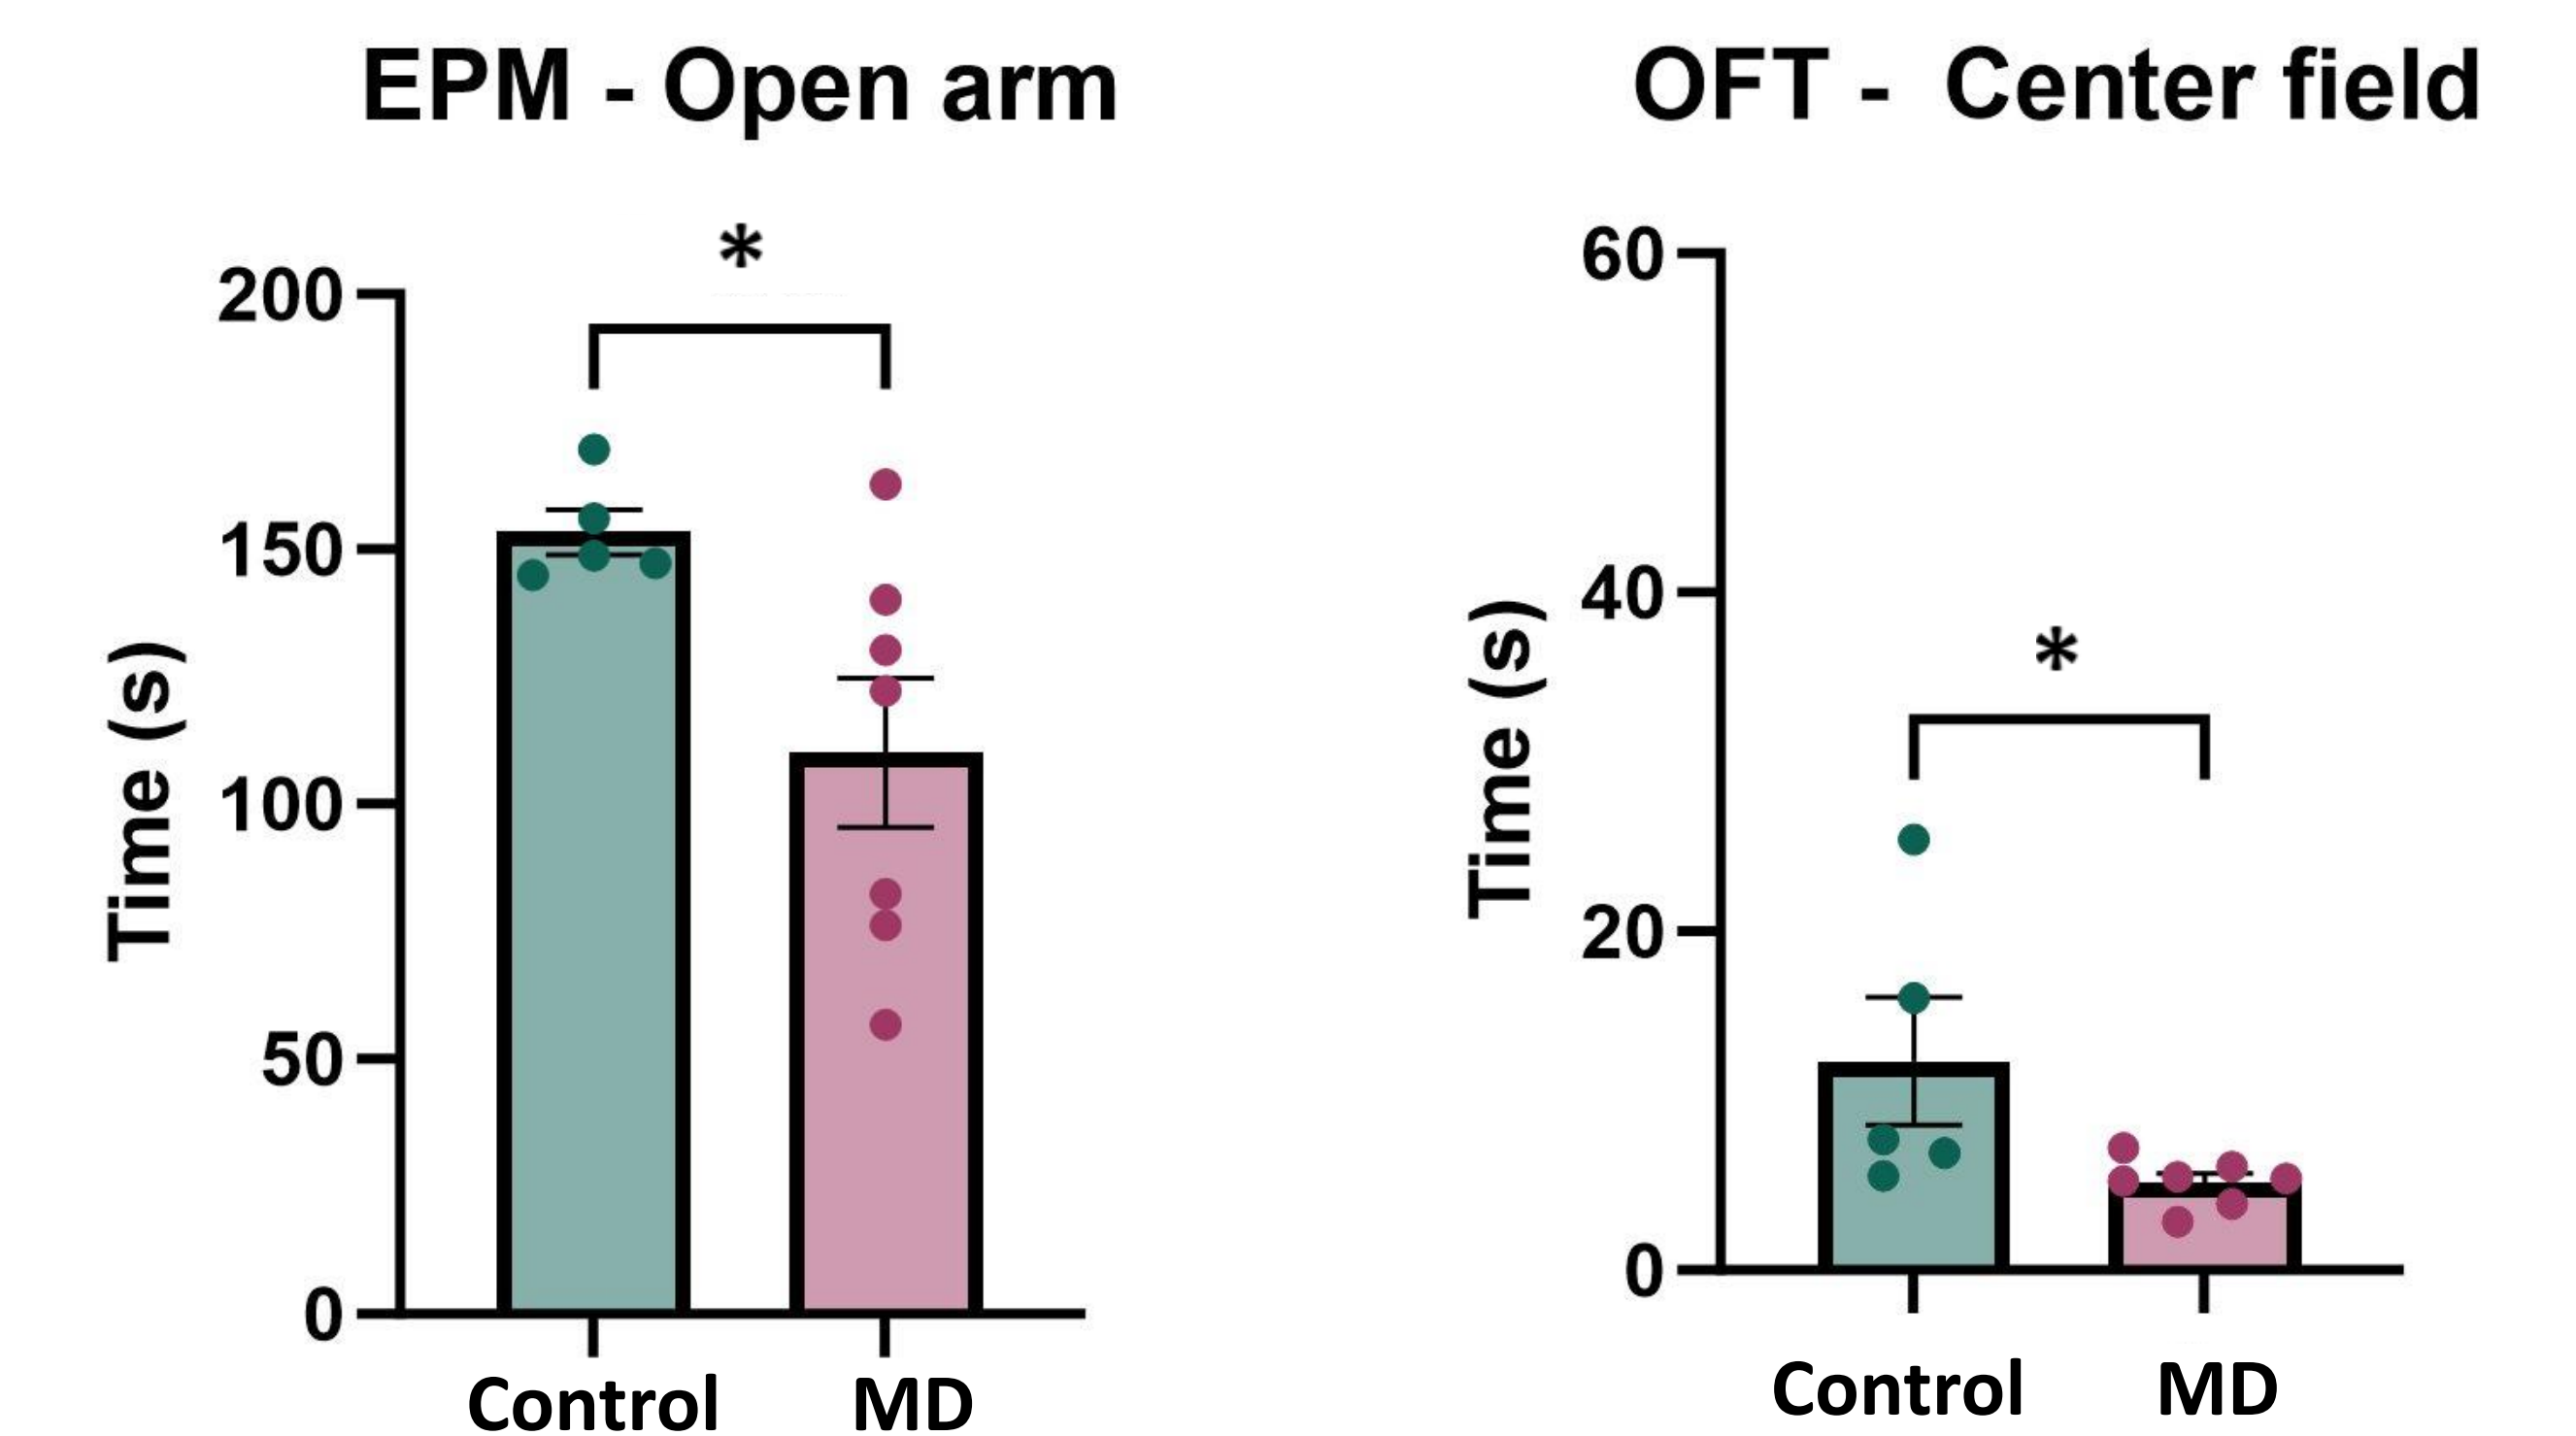 EPM - Open arm
*
200
150
100
50
0
Time (s)
Control
MD
OFT - Center field
*
60
40
20
0
Time (s)
Control
MD